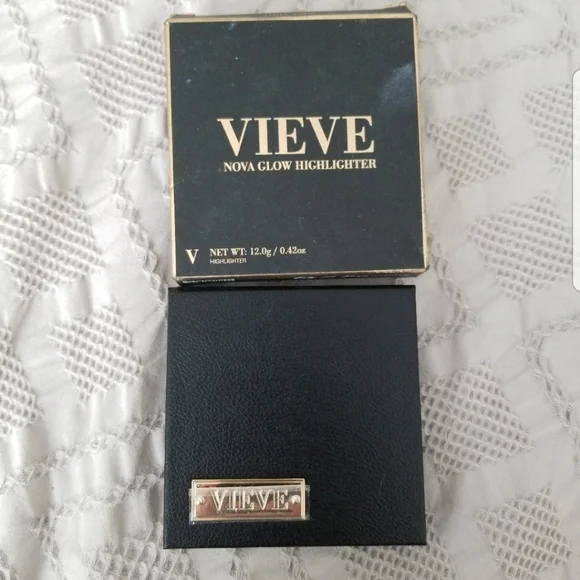 VIEVE
NOVA GLOW HIGHLIGHTER
V NET WT: 12.0g / 0.42oz
HIGHLIGHTER
VIEVE